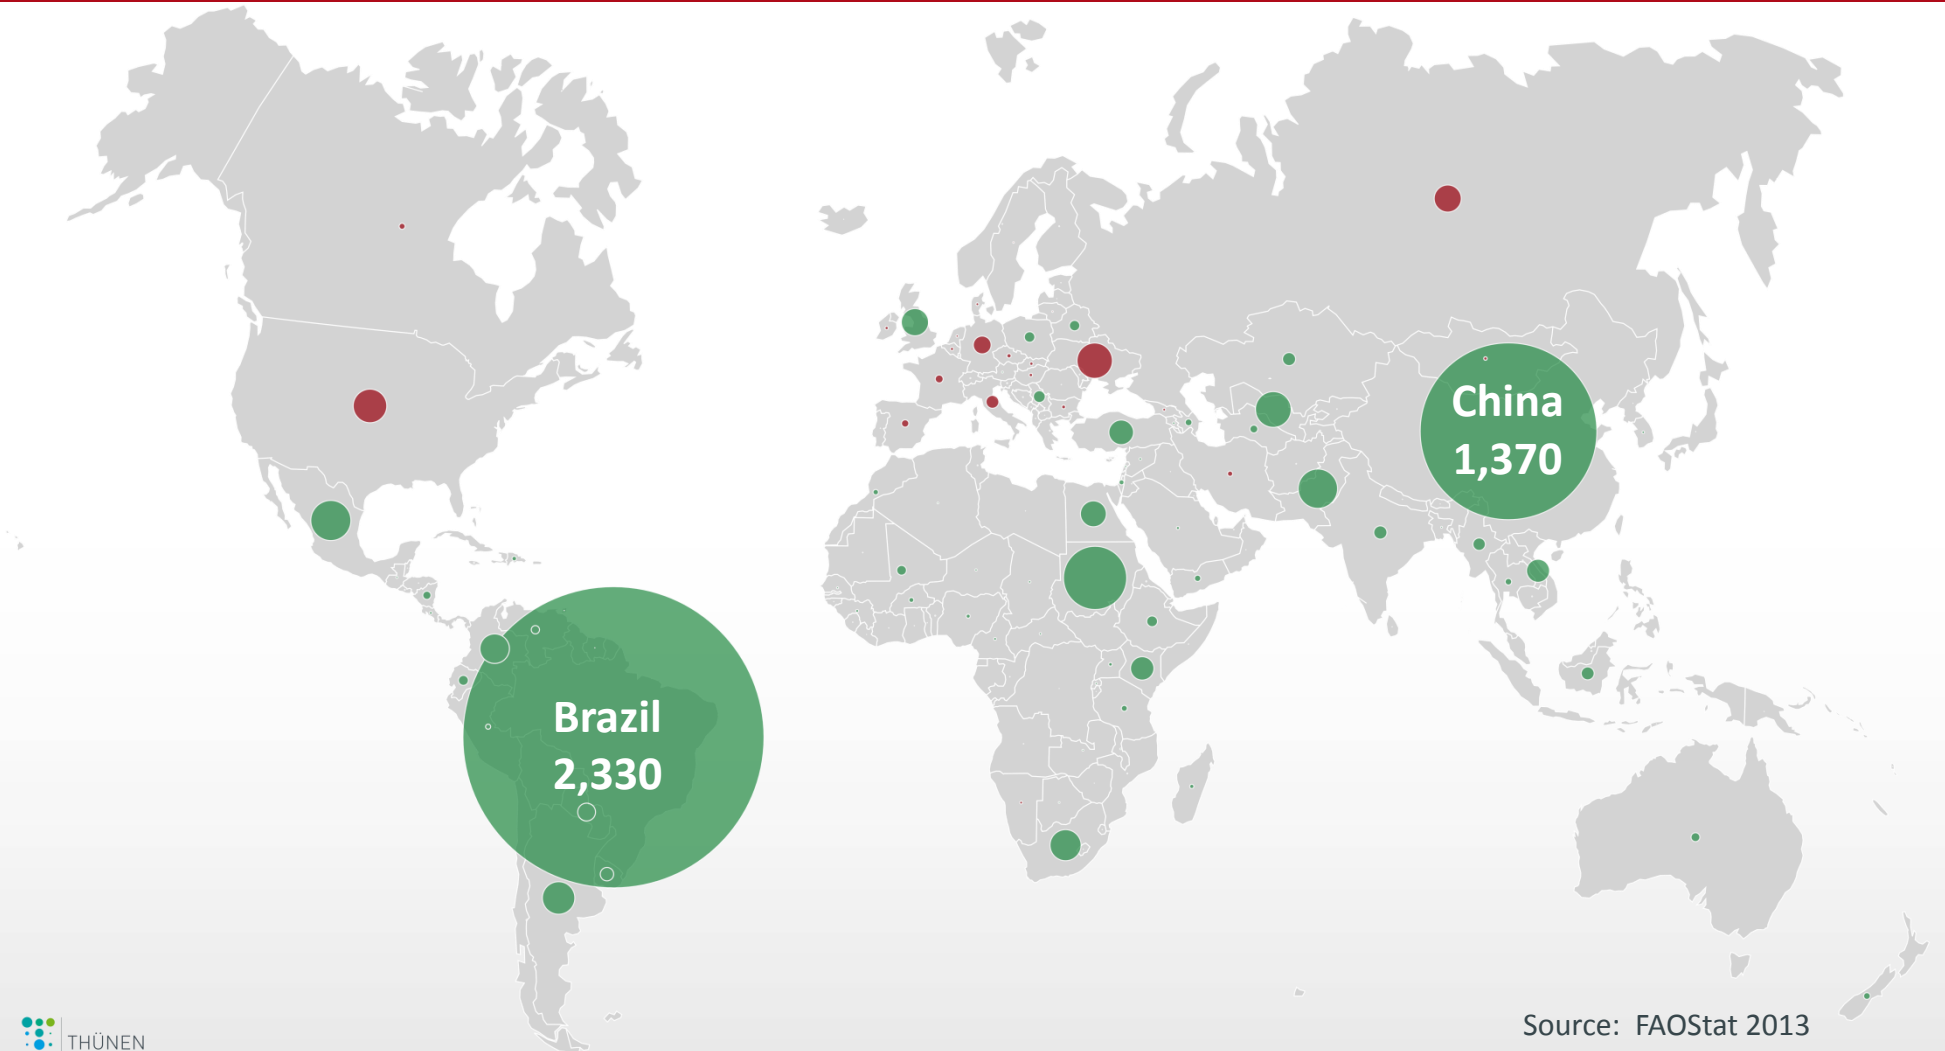 China
1,370
Brazil
2,330
Source: FAOStat 2013
THÜNEN